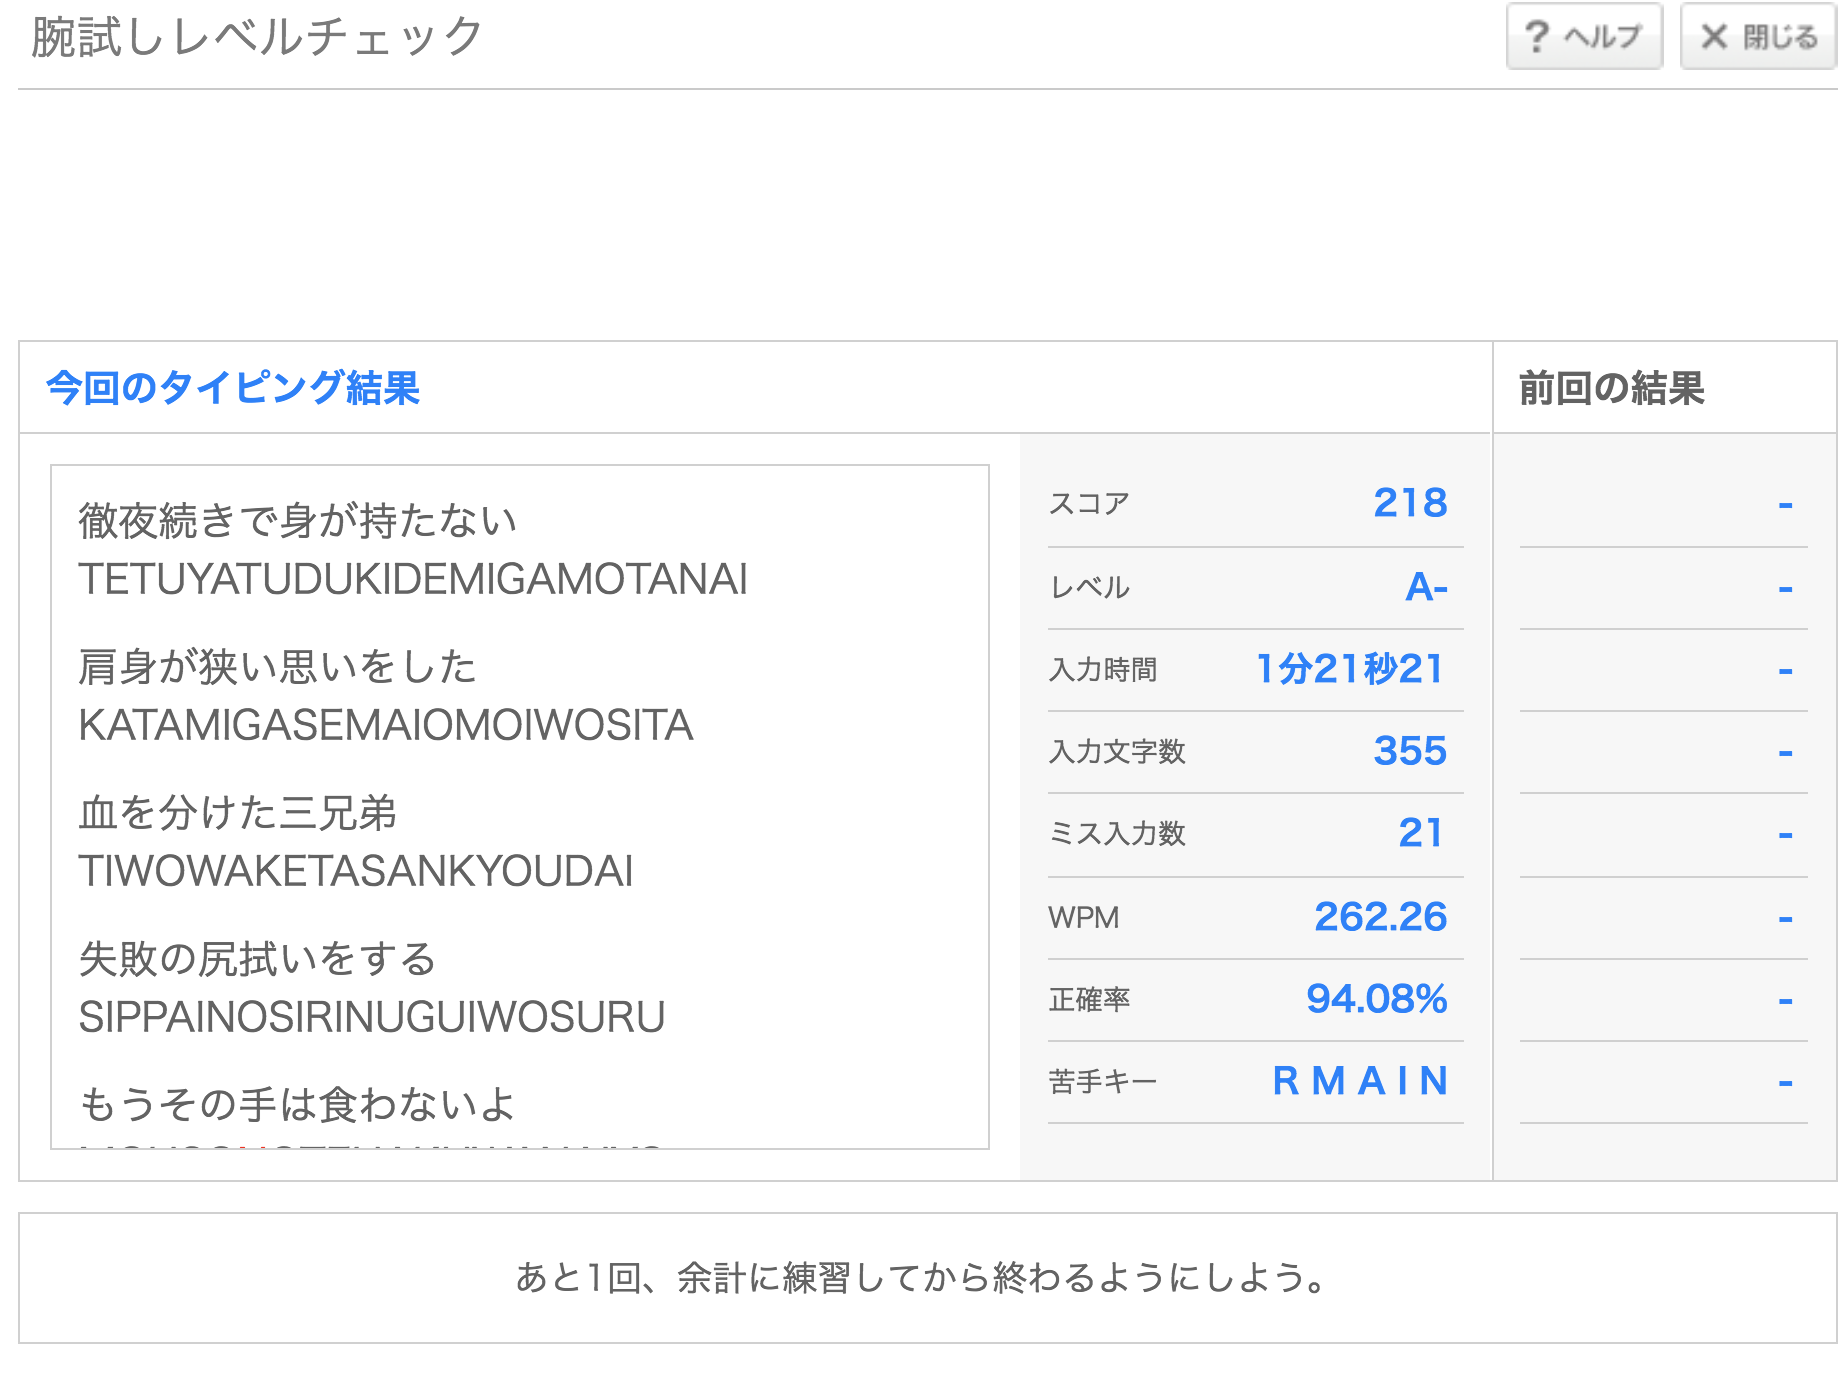 腕試しレベルチェック
? ヘルプ
× 閉じる
今回のタイピング結果
前回の結果
徹夜続きで身が持たない
TETUYATUDUKIDEMIGAMOTANAI
肩身が狭い思いをした
KATAMIGASEMAIOMOIWOSITA
血を分けた三兄弟
TIWOWAKETASANKYOUDAI
失敗の尻拭いをする
SIPPAINOSIRINUGUIWOSURU
もうその手は食わないよ
スコア 218 -
レベル A- -
入力時間 1分21秒21 -
入力文字数 355 -
ミス入力数 21 -
WPM 262.26 -
正確率 94.08% -
苦手キー R M A I N -
あと1回、余計に練習してから終わるようにしよう。